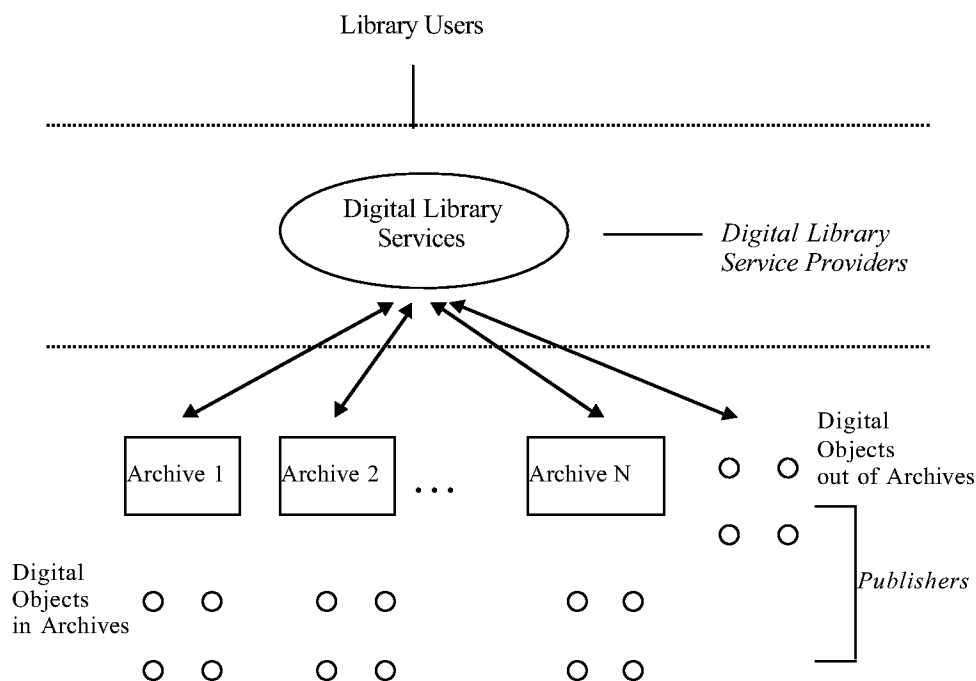 Library Users
Digital Library
Services
Digital Library
Service Providers
Archive 1
Archive 2
. . .
Archive N
Digital
Objects
out of Archives
Digital
Objects
in Archives
Publishers